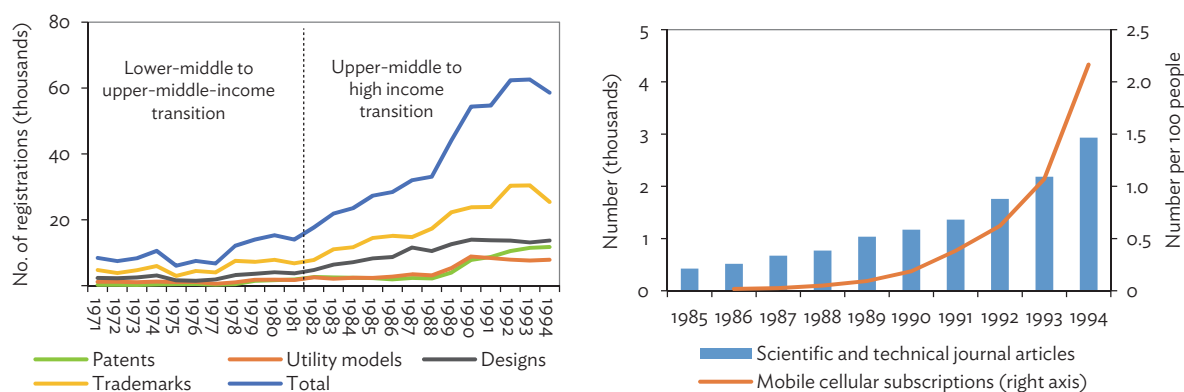 80
60
40
20
No. of registrations (thousands)
Lower-middle to
upper-middle-income
transition
Upper-middle to
high income
transition
1971
1972
1973
1974
1975
1976
1977
1978
1979
1980
1981
1982
1983
1984
1985
1986
1987
1988
1989
1990
1991
1992
1993
1994
Patents
Utility models
Designs
Trademarks
Total
5
4
3
2
1
0
Number (thousands)
2.5
2.0
1.5
1.0
0.5
0
Number per 100 people
1985 1986 1987 1988 1989 1990 1991 1992 1993 1994
Scientific and technical journal articles
Mobile cellular subscriptions (right axis)